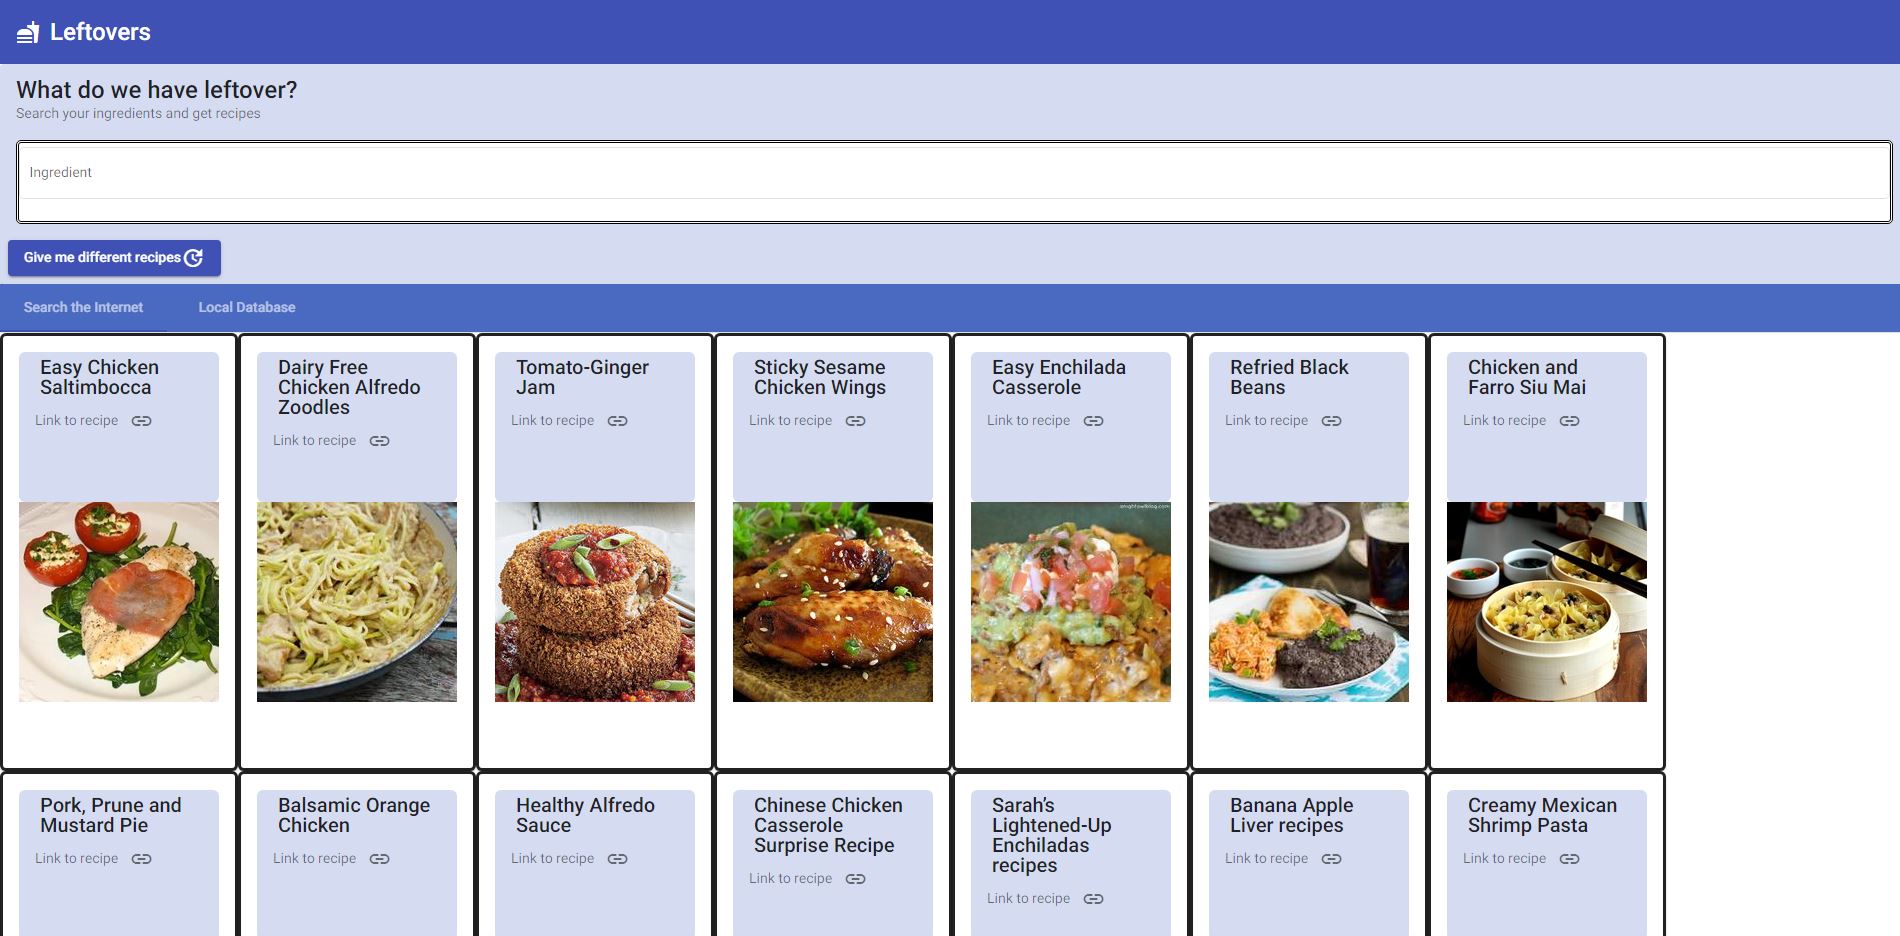 Leftovers
What do we have leftover?
Search your ingredients and get recipes
Ingredient
Give me different recipes
Search the Internet
Local Database
Easy Chicken
Saltimbocca
Link to recipe
Dairy Free
Chicken Alfredo
Zoodles
Link to recipe
Tomato-Ginger
Jam
Link to recipe
Sticky Sesame
Chicken Wings
Link to recipe
Easy Enchilada
Casserole
Link to recipe
Refried Black
Beans
Link to recipe
Chicken and
Farro Siu Mai
Link to recipe
Pork, Prune and
Mustard Pie
Link to recipe
Balsamic Orange
Chicken
Link to recipe
Healthy Alfredo
Sauce
Link to recipe
Chinese Chicken
Casserole
Surprise Recipe
Link to recipe
Sarah’s
Lightened-Up
Enchiladas
recipes
Link to recipe
Banana Apple
Liver recipes
Link to recipe
Creamy Mexican
Shrimp Pasta
Link to recipe